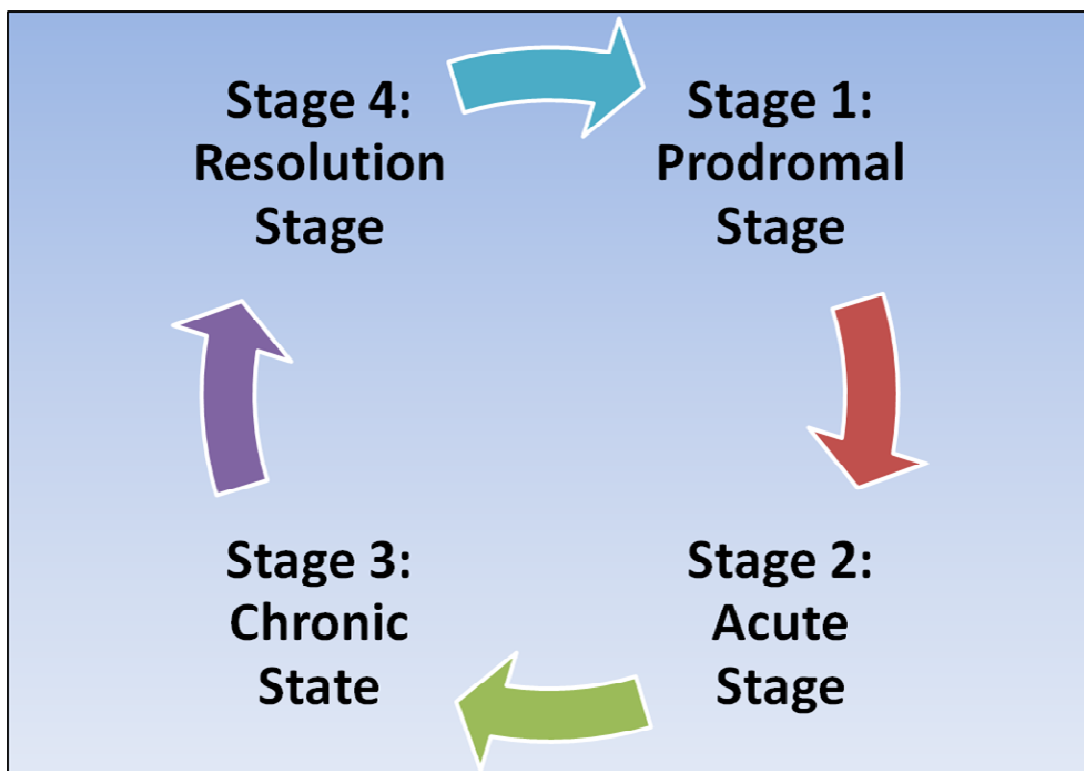 Stage 4:
Resolution
Stage
Stage 1:
Prodromal
Stage
Stage 3:
Chronic
State
Stage 2:
Acute
Stage